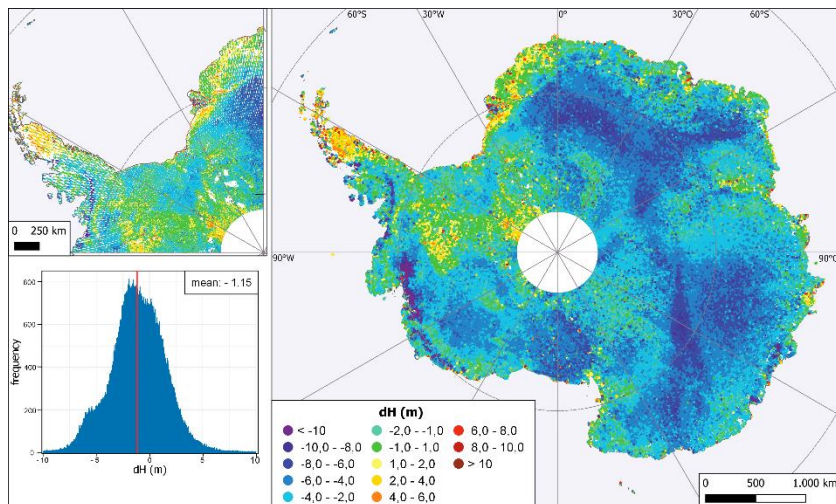 60°S 30°W 0° 30°O 60°S
90°W
90°O
0 250 km
mean: - 1.15
800
600
400
200
0
frequency
-10 -5 0 5 10
dH (m)
dH (m)
< -10
-10,0 - -8,0
-8,0 - -6,0
-6,0 - -4,0
-4,0 - -2,0
-2,0 - -1,0
-1,0 - 1,0
1,0 - 2,0
2,0 - 4,0
4,0 - 6,0
6,0 - 8.0
8,0 - 10,0
> 10
0 500 1.000 km